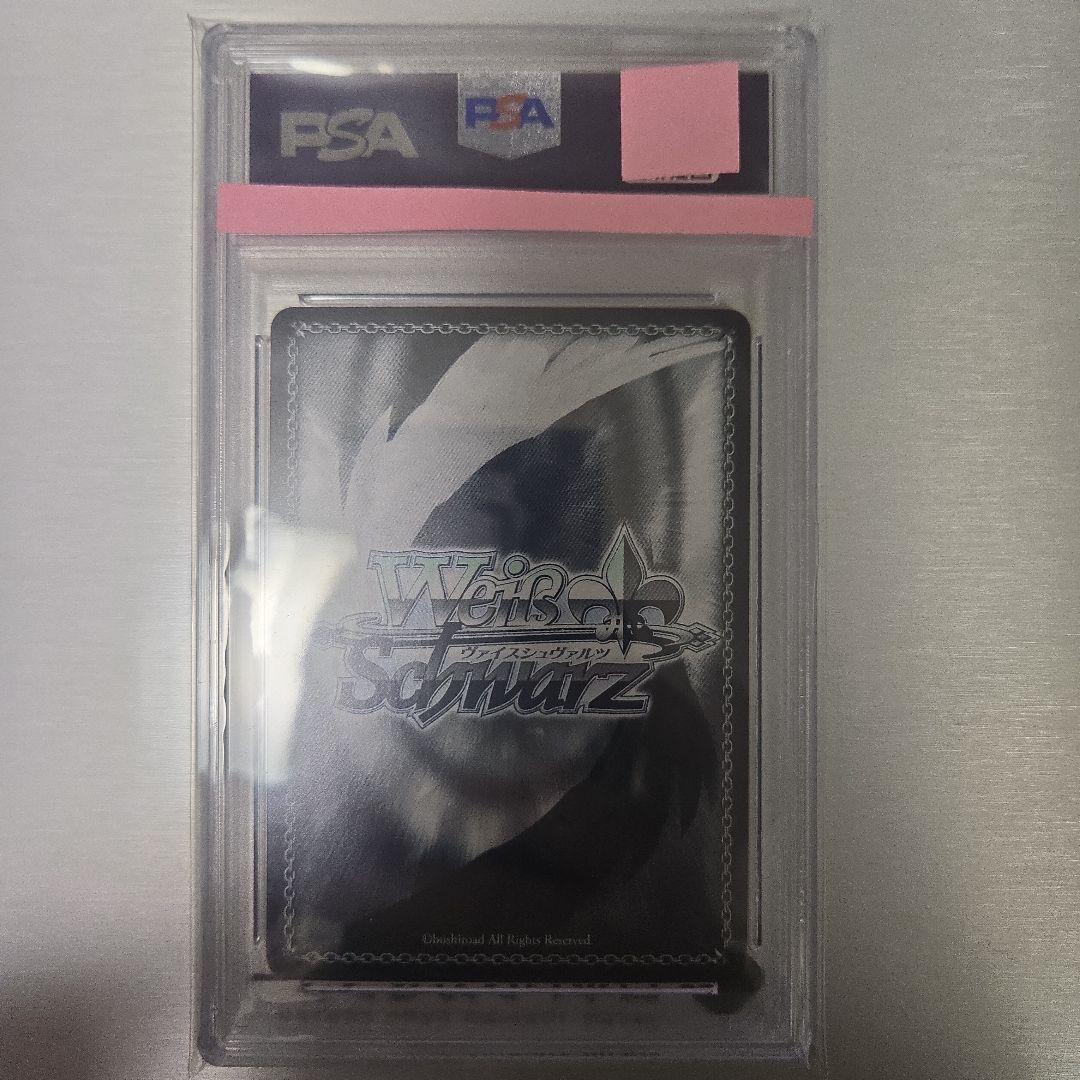 PSA
PSA
Weiß
ヴァイスシュヴァルツ
Schwarz
©bushiroad All Rights Reserved.